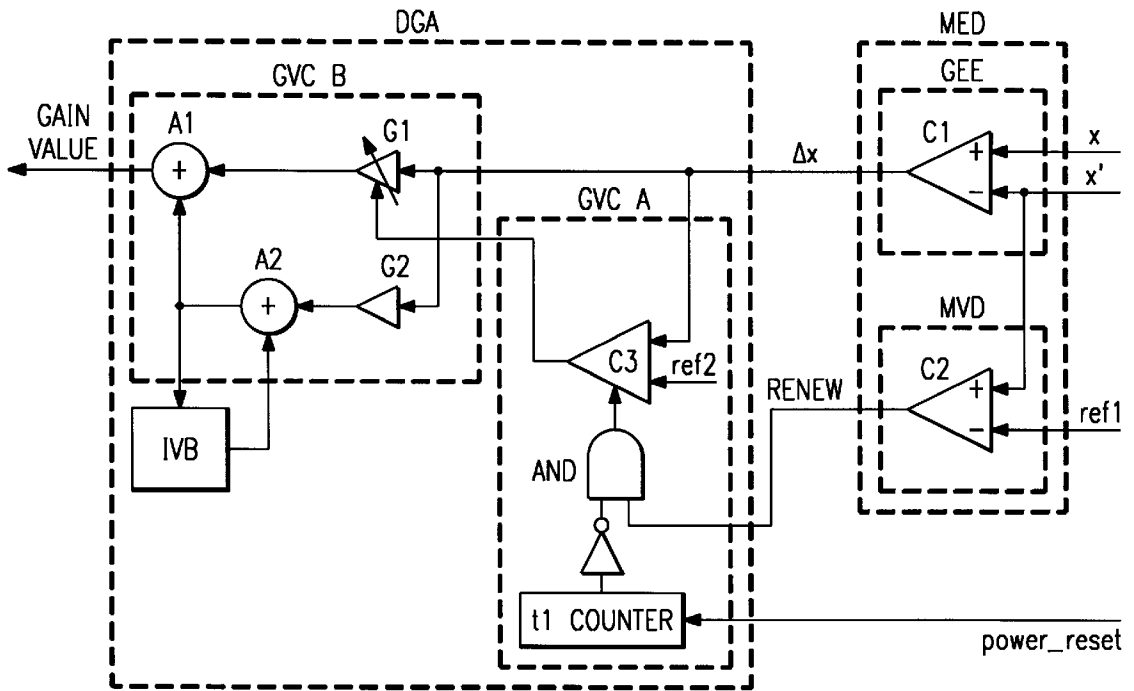 DGA
MED
GVC B
GEE
GAIN
VALUE
A1
+
G1
C1
+
−
x
x'
Δx
GVC A
A2
+
G2
MVD
C3
ref2
C2
+
−
ref1
RENEW
IVB
AND
t1 COUNTER
power_reset